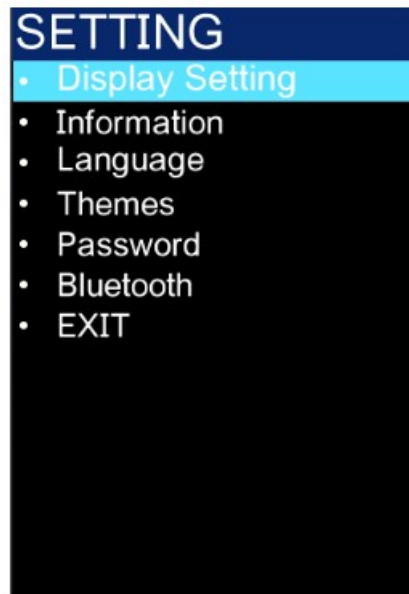 SETTING
• Display Setting
• Information
• Language
• Themes
• Password
• Bluetooth
• EXIT